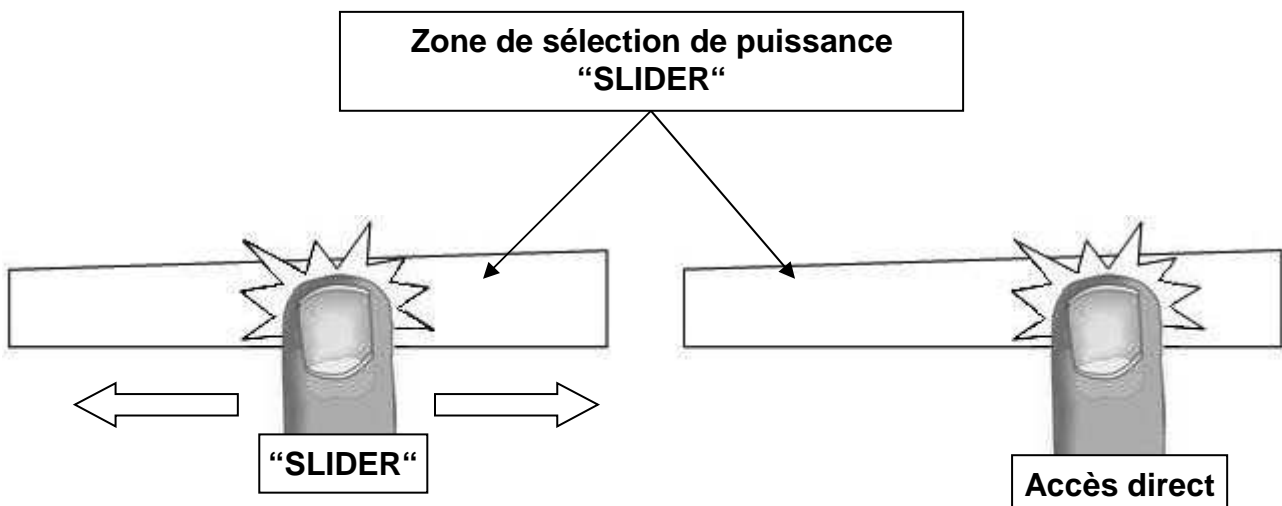 Zone de sélection de puissance
“SLIDER“
“SLIDER“
Accès direct